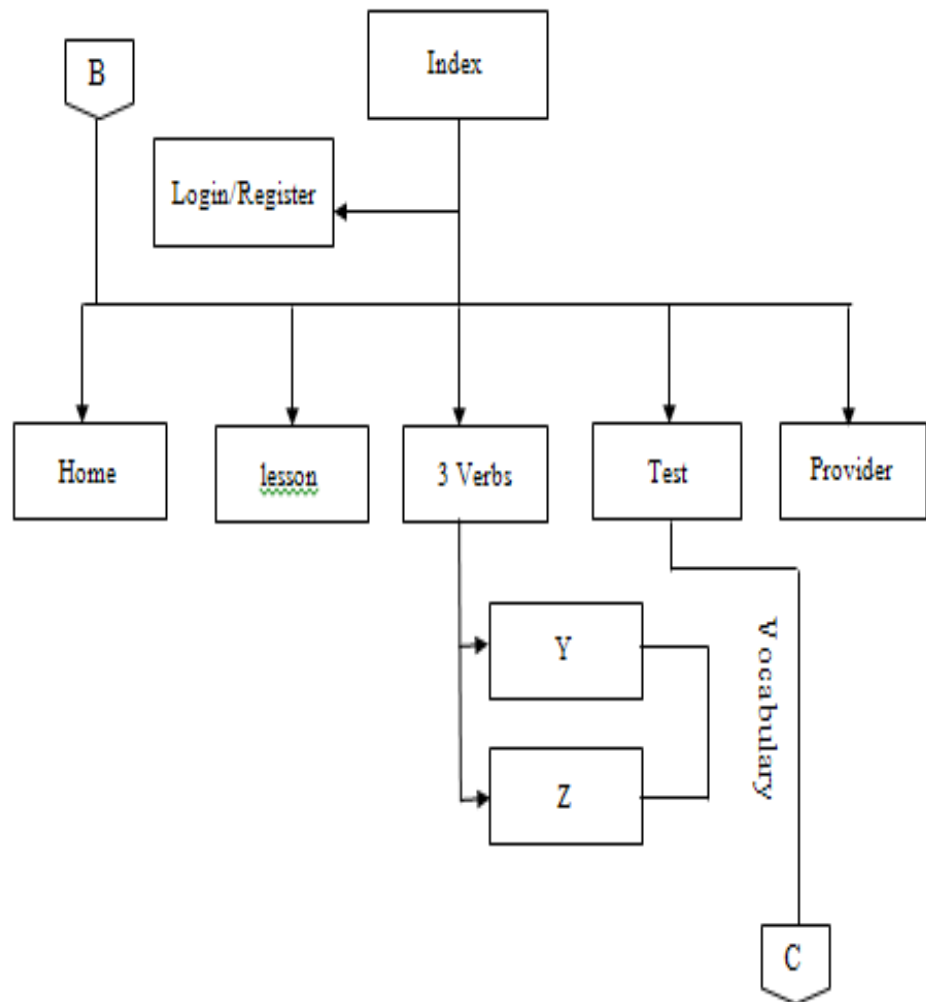 B
Index
Login/Register
Home
lesson
3 Verbs
Test
Provider
Y
Vocabulary
Z
C